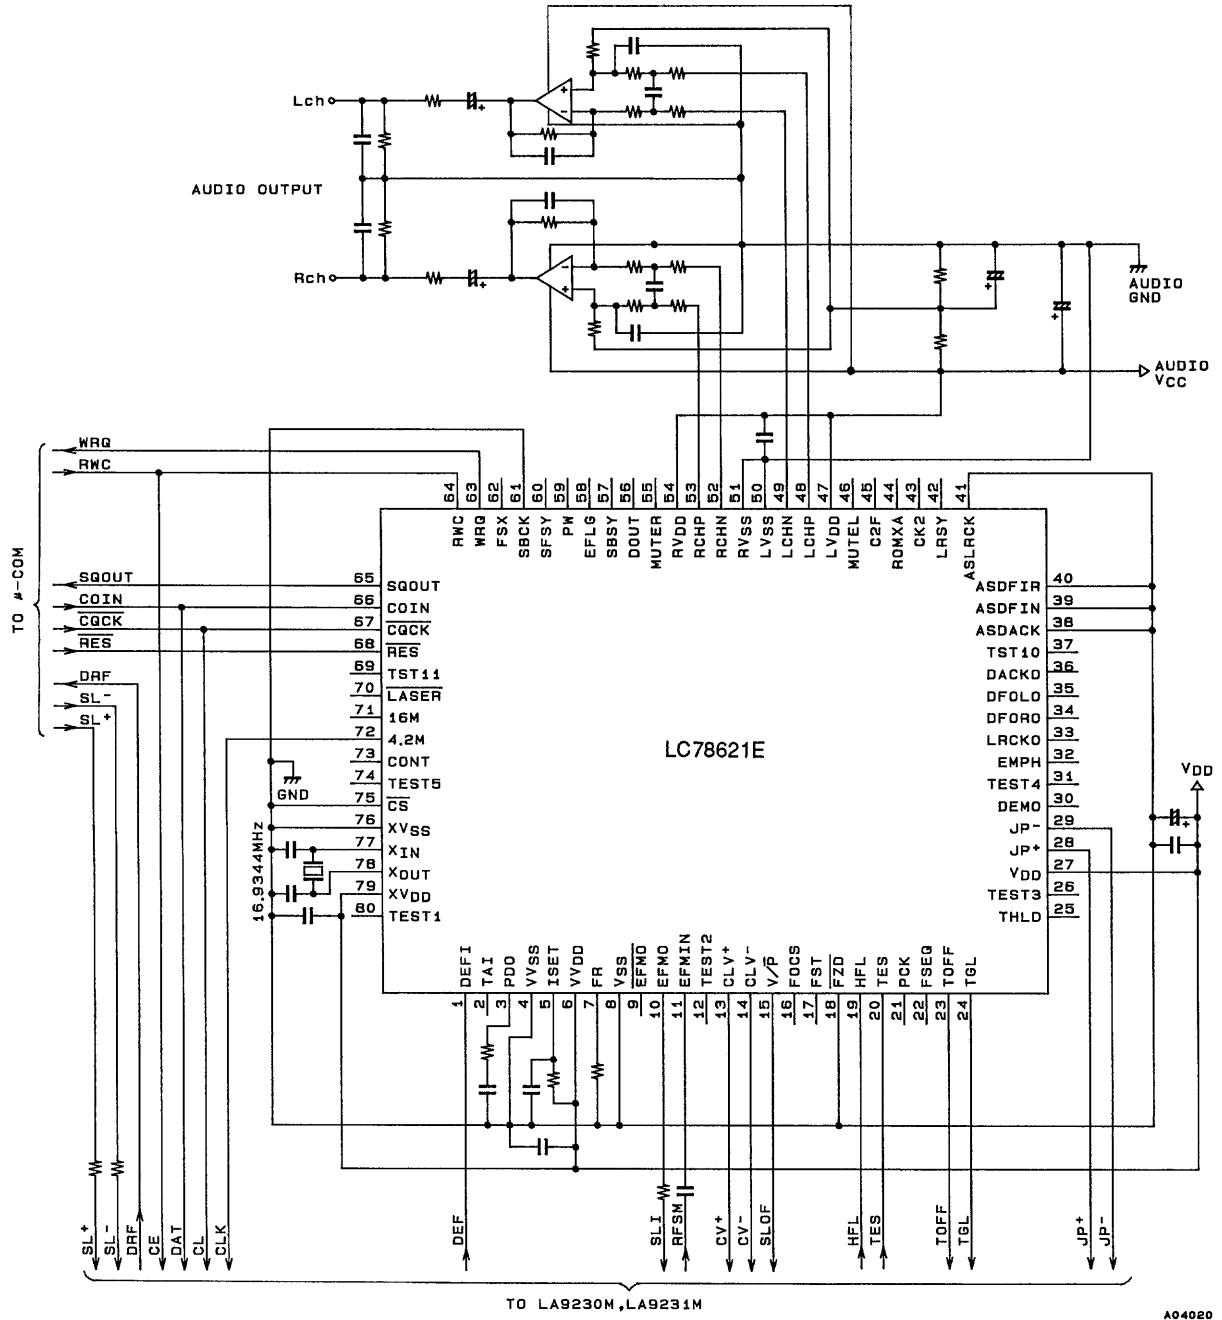 Lch
AUDIO OUTPUT
Rch
AUDIO
GND
AUDIO
VCC
WRQ
RWC
TO μ-COM
SQOUT
COIN
CQCK
RES
DRF
SL-
SL+
64 63 62 61 60 59 58 57 56 55 54 53 52 51 50 49 48 47 46 45 44 43 42 41
RWC WRQ FSX SBCK SFSY PW EFLG SBSY DOUT MUTER RVDD RCHP RCHN RVSS LVSS LCHN LCHP LVDD MUTEL C2F ROMXA CK2 LRSY ASLRCK
65 SQOUT
66 COIN
67 CQCK
68 RES
69 TST11
70 LASER
71 16M
72 4.2M
73 CONT
74 TEST5
75 CS
76 XVSS
77 XIN
78 XOUT
79 XVDD
80 TEST1
GND
16.9344MHz
LC78621E
ASDFIR 40
ASDFIN 39
ASDACK 38
TST10 37
DACKO 36
DFOLO 35
DFORO 34
LRCKO 33
EMPH 32
TEST4 31
DEMO 30
JP- 29
JP+ 28
VDD 27
TEST3 26
THLD 25
VDD
DEFI TAI PDO VVSS ISET VVDD FR VSS EFMO EFMO EFMIN TEST2 CLV+ CLV- V/P FOCS FST FZD HFL TES PCK FSEQ TOFF TGL
1 2 3 4 5 6 7 8 9 10 11 12 13 14 15 16 17 18 19 20 21 22 23 24
SL+ SL- DRF CE DAT CL CLK DEF SLI RFSM CV+ CV- SLOF HFL TES TOFF TGL JP+ JP-
TO LA9230M,LA9231M
A04020